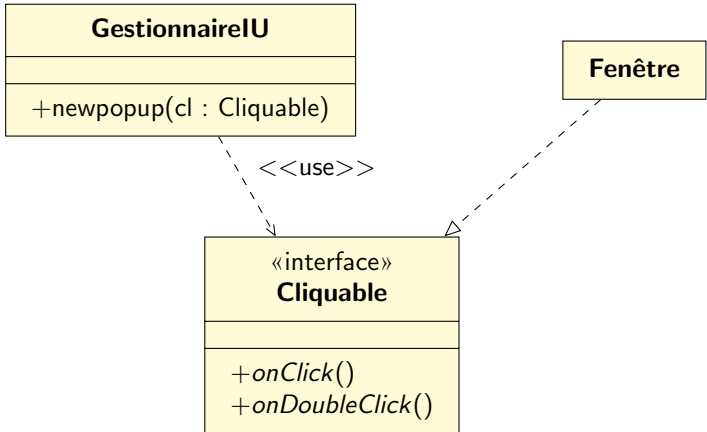 GestionnaireIU
+newpopup(cl : Cliquable)
Fenêtre
<<use>>
«interface»
Cliquable
+onClick()
+onDoubleClick()